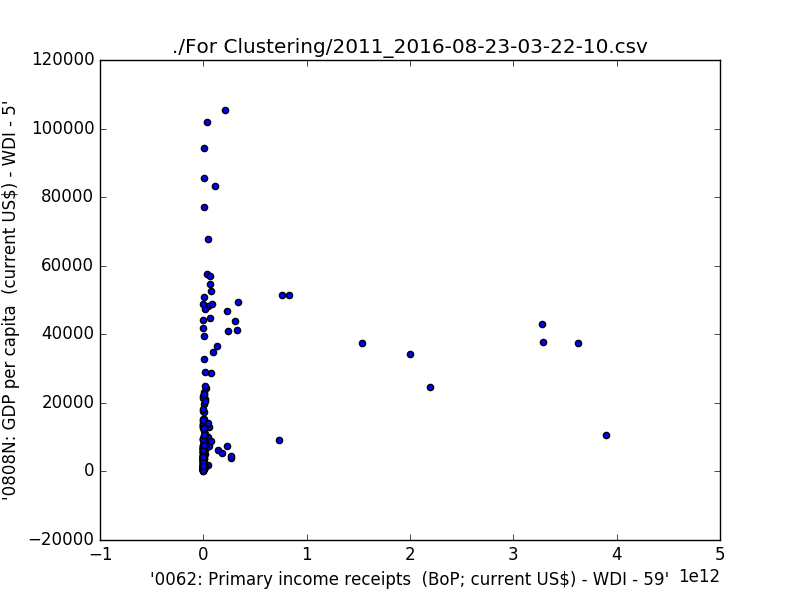 ./For Clustering/2011_2016-08-23-03-22-10.csv
120000
100000
80000
60000
40000
20000
0
−20000
'0808N: GDP per capita  (current US$) - WDI - 5'
−1 0 1 2 3 4 5
1e12
'0062: Primary income receipts  (BoP; current US$) - WDI - 59'